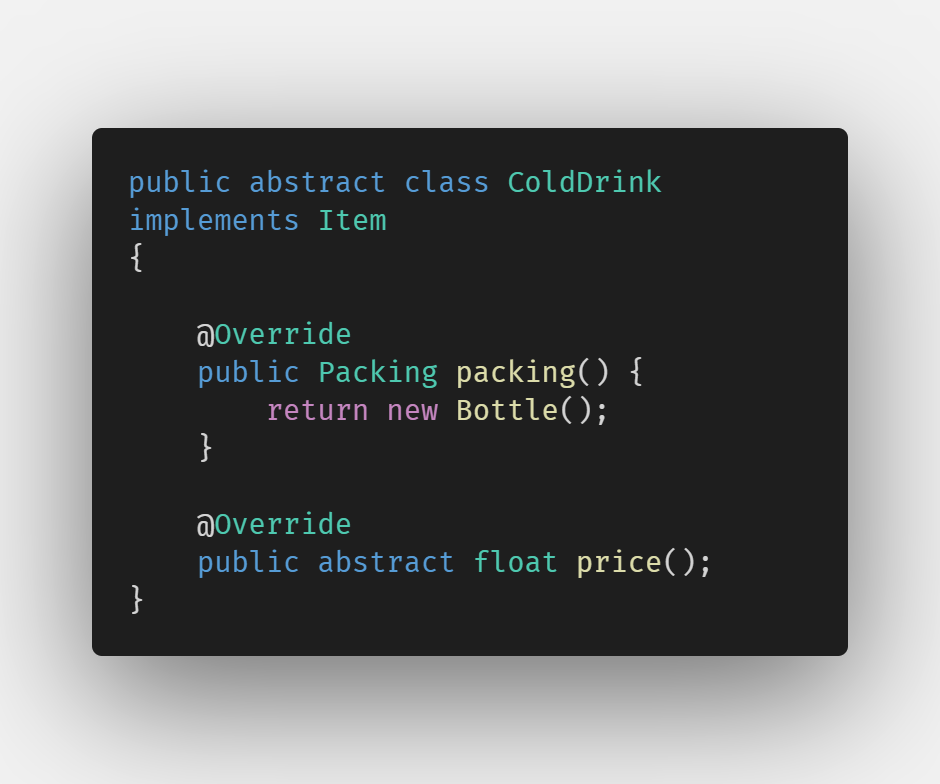 public abstract class ColdDrink
implements Item
{
@Override
public Packing packing() {
return new Bottle();
}
@Override
public abstract float price();
}